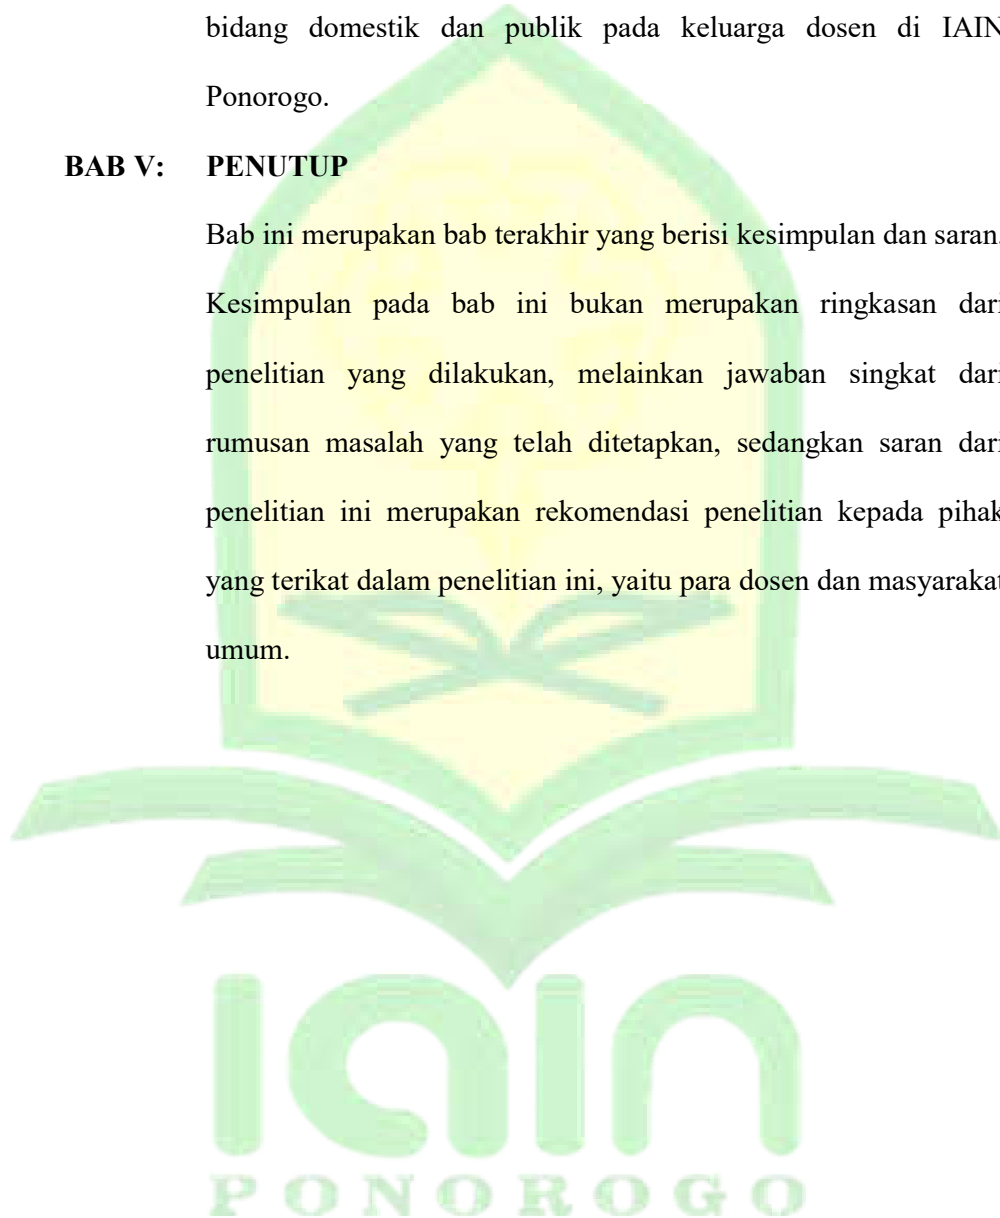 bidang domestik dan publik pada keluarga dosen di IAIN
Ponorogo.
BAB V: PENUTUP
Bab ini merupakan bab terakhir yang berisi kesimpulan dan saran.
Kesimpulan pada bab ini bukan merupakan ringkasan dari
penelitian yang dilakukan, melainkan jawaban singkat dari
rumusan masalah yang telah ditetapkan, sedangkan saran dari
penelitian ini merupakan rekomendasi penelitian kepada pihak
yang terikat dalam penelitian ini, yaitu para dosen dan masyarakat
umum.
iain
PONOROGO